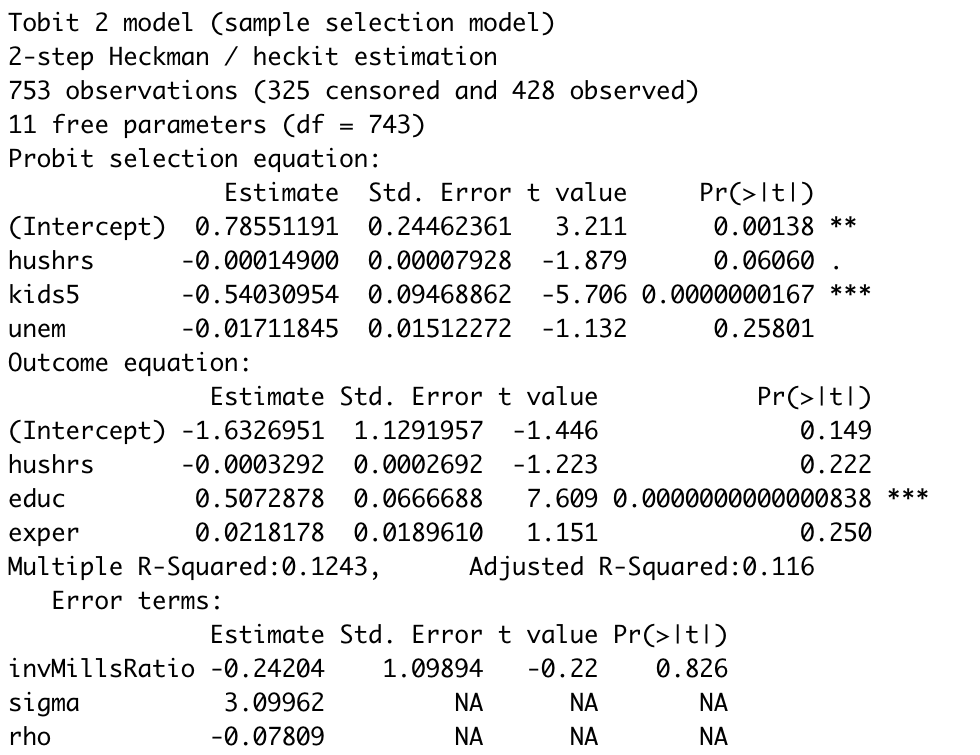 Tobit 2 model (sample selection model)
2-step Heckman / heckit estimation
753 observations (325 censored and 428 observed)
11 free parameters (df = 743)
Probit selection equation:
Estimate Std. Error t value Pr(>|t|)
(Intercept) 0.78551191 0.24462361 3.211 0.00138 **
hushrs -0.00014900 0.00007928 -1.879 0.06060 .
kids5 -0.54030954 0.09468862 -5.706 0.0000000167 ***
unem -0.01711845 0.01512272 -1.132 0.25801
Outcome equation:
Estimate Std. Error t value Pr(>|t|)
(Intercept) -1.6326951 1.1291957 -1.446 0.149
hushrs -0.0003292 0.0002692 -1.223 0.222
educ 0.5072878 0.0666688 7.609 0.0000000000000838 ***
exper 0.0218178 0.0189610 1.151 0.250
Multiple R-Squared:0.1243, Adjusted R-Squared:0.116
Error terms:
Estimate Std. Error t value Pr(>|t|)
invMillsRatio -0.24204 1.09894 -0.22 0.826
sigma 3.09962 NA NA NA
rho -0.07809 NA NA NA